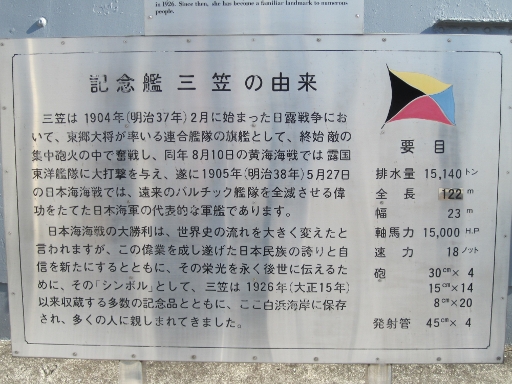 in 1926. Since then, she has become a familiar landmark to numerous
people.
記念艦 三笠の由来
三笠は1904年(明治37年)2月に始まった日露戦争にお
いて、東郷大将が率いる連合艦隊の旗艦として、終始 敵の
集中砲火の中で奮戦し、同年8月10日の黄海海戦では 露国
東洋艦隊に大打撃を与え、遂に1905年(明治38年)5月27日
の日本海海戦では、遠来のバルチック艦隊を全滅させる偉
功をたてた日本海軍の代表的な軍艦であります。
日本海海戦の大勝利は、世界史の流れを大きく変えたと
言われますが、この偉業を成し遂げた日本民族の誇りと自
信を新たにするとともに、その栄光を永く後世に伝えるた
めに、その「シンボル」として、三笠は1926年(大正15年)
以来収蔵する多数の記念品とともに、ここ白浜海岸に保存
され、多くの人に親しまれてきました。
要目
排水量 15,140トン
全長 122m
幅 23m
軸馬力 15,000H.P
速力 18ノット
砲 30cm× 4
15cm×14
8cm×20
発射管 45cm× 4